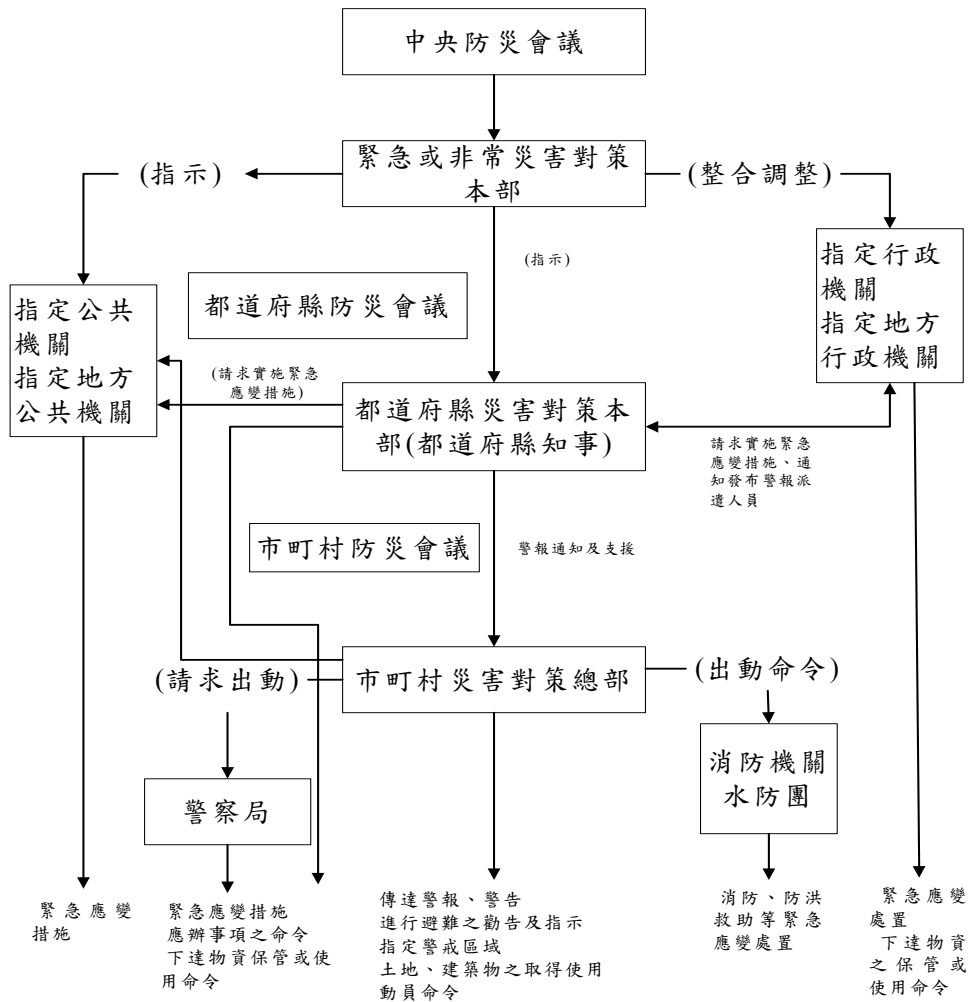 中央防災會議
緊急或非常災害對策
本部
(指示)
(整合調整)
(指示)
指定行政
機關
指定地方
行政機關
都道府縣防災會議
指定公共
機關
指定地方
公共機關
(請求實施緊急
應變措施)
都道府縣災害對策本
部(都道府縣知事)
請求實施緊急
應變措施、通
知發布警報派
遣人員
市町村防災會議
警報通知及支援
(請求出動)
市町村災害對策總部
(出動命令)
消防機關
水防團
警察局
緊急應變
措施
緊急應變措施
應辦事項之命令
下達物資保管或使
用命令
傳達警報、警告
進行避難之勸告及指示
指定警戒區域
土地、建築物之取得使用
動員命令
消防、防洪
救助等緊急
應變處置
緊急應變
處置
下達物資
之保管或
使用命令